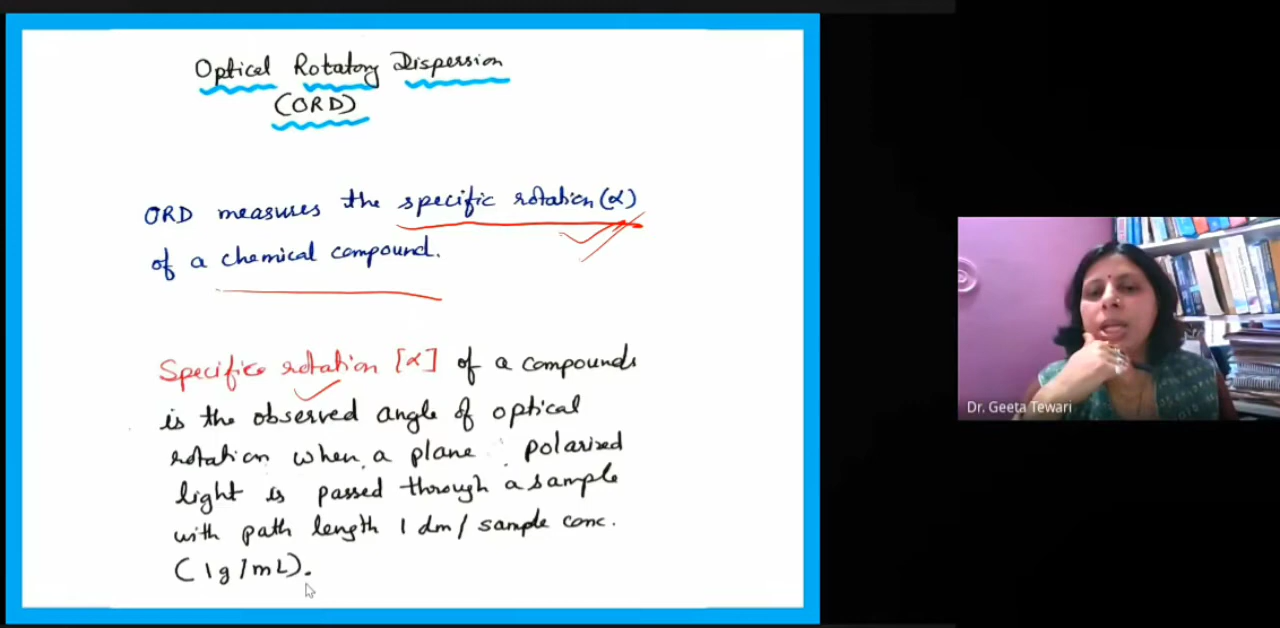 Optical Rotatory Dispersion
(ORD)
ORD measures the specific rotation (α)
of a chemical compound.
Specific rotation [α] of a compounds
is the observed angle of optical
rotation when a plane polarized
light is passed through a sample
with path length 1 dm/ sample conc.
(1g/mL).
Dr. Geeta Tewari